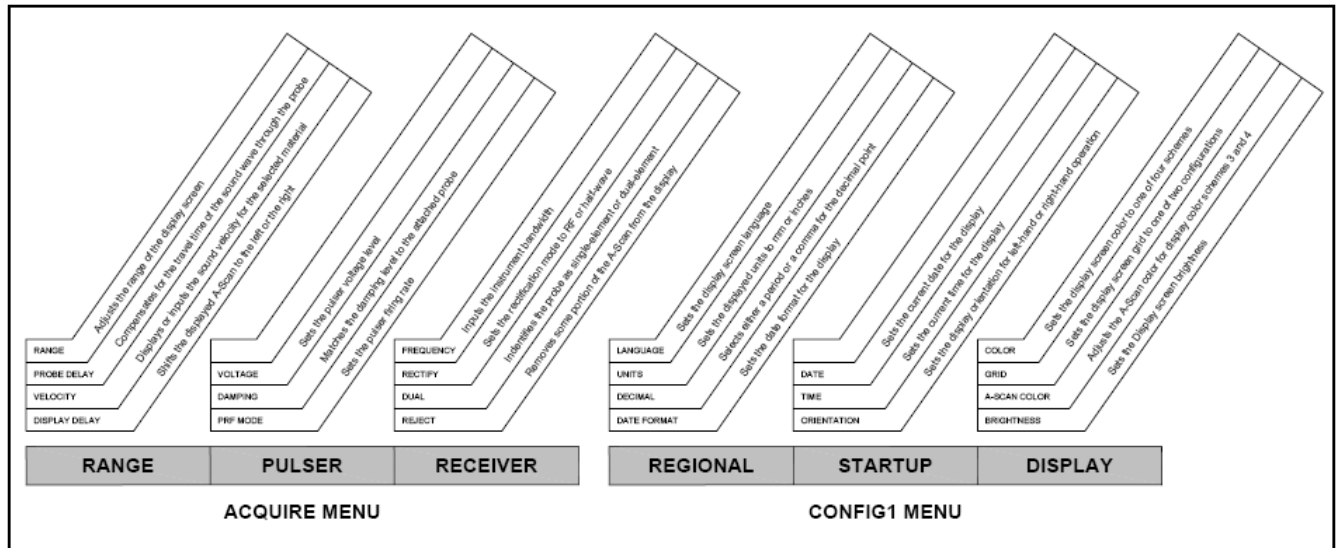 RANGE
Adjusts the range of the display screen
PROBE DELAY
Compensates for the travel time of the sound wave through the probe
VELOCITY
Displays or inputs the sound velocity for the selected material
DISPLAY DELAY
Shifts the displayed A-Scan to the left or the right
VOLTAGE
Sets the pulser voltage level
DAMPING
Matches the damping level to the attached probe
PRF MODE
Sets the pulser firing rate
FREQUENCY
Inputs the instrument bandwidth
RECTIFY
Sets the rectification mode to RF or half-wave
DUAL
Indentifies the probe as single-element or dual-element
REJECT
Removes some portion of the A-Scan from the display
LANGUAGE
Sets the display screen language
UNITS
Sets the displayed units to mm or inches
DECIMAL
Selects either a period or a comma for the decimal point
DATE FORMAT
Sets the date format for the display
DATE
Sets the current date for the display
TIME
Sets the current time for the display
ORIENTATION
Sets the display orientation for left-hand or right-hand operation
COLOR
Sets the display screen color to one of four schemes
GRID
Sets the display screen grid to one of two configurations
A-SCAN COLOR
Adjusts the A-Scan color for display color schemes 3 and 4
BRIGHTNESS
Sets the Display screen brightness
RANGE PULSER RECEIVER REGIONAL STARTUP DISPLAY
ACQUIRE MENU CONFIG1 MENU